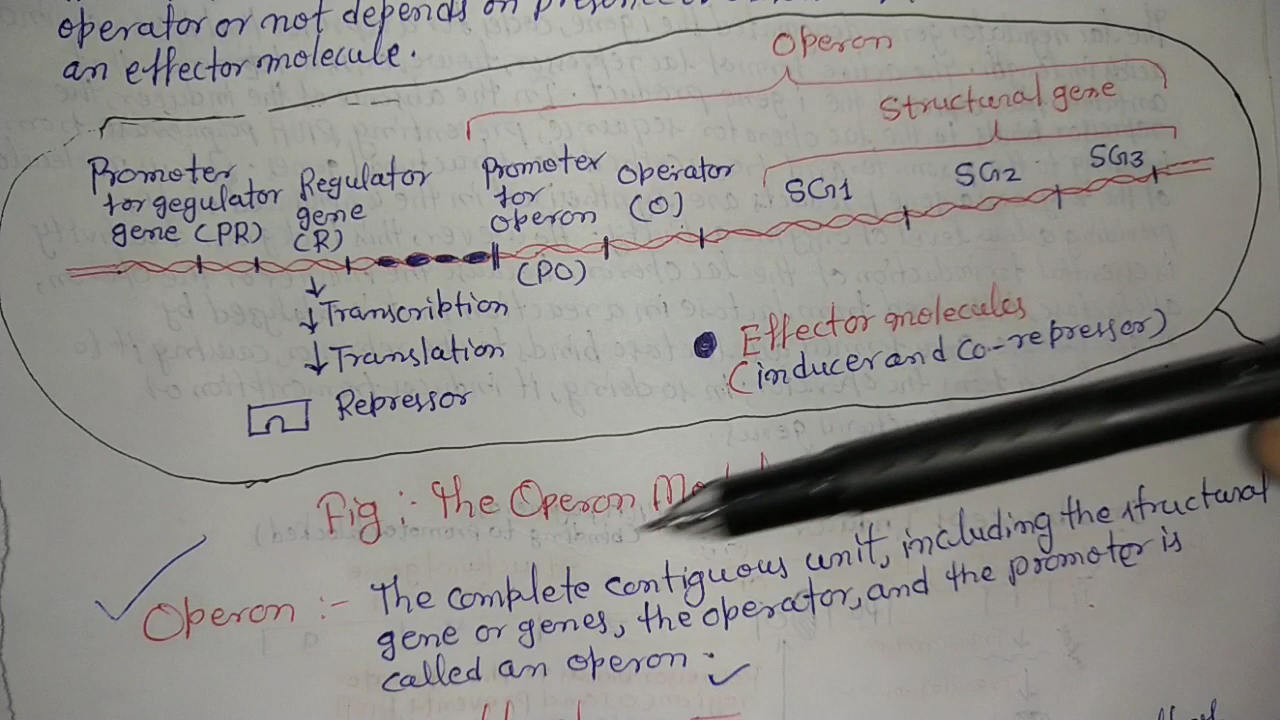 operator or not depends on
an effector molecule.
Operon
Structural gene
Promoter
for gegulator
gene (PR)
Regulator
gene
(R)
Promoter
for
operon
(PO)
Operator
(O)
SG1
SG2
SG3
Transcription
Translation
Repressor
Effector molecules
(inducer and Co-repressor)
Fig :- The Operon
Operon :- The complete contiguous unit, including the structural
gene or genes, the operator, and the promoter is
called an operon.